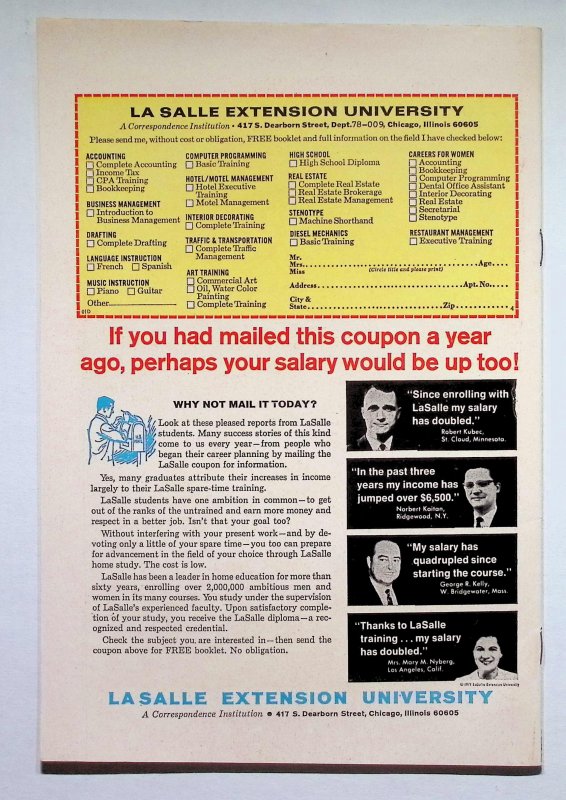 LA SALLE EXTENSION UNIVERSITY
A Correspondence Institution • 417 S. Dearborn Street, Dept.78-009, Chicago, Illinois 60605
Please send me, without cost or obligation, FREE booklet and full information on the field I have checked below:
ACCOUNTING
Complete Accounting
Income Tax
CPA Training
Bookkeeping
BUSINESS MANAGEMENT
Introduction to
Business Management
DRAFTING
Complete Drafting
LANGUAGE INSTRUCTION
French Spanish
MUSIC INSTRUCTION
Piano Guitar
Other
COMPUTER PROGRAMMING
Basic Training
HOTEL/MOTEL MANAGEMENT
Hotel Executive
Training
Motel Management
INTERIOR DECORATING
Complete Training
TRAFFIC & TRANSPORTATION
Complete Traffic
Management
ART TRAINING
Commercial Art
Oil, Water Color
Painting
Complete Training
HIGH SCHOOL
High School Diploma
REAL ESTATE
Complete Real Estate
Real Estate Brokerage
Real Estate Management
STENOTYPE
Machine Shorthand
DIESEL MECHANICS
Basic Training
CAREERS FOR WOMEN
Accounting
Bookkeeping
Computer Programming
Dental Office Assistant
Interior Decorating
Real Estate
Secretarial
Stenotype
RESTAURANT MANAGEMENT
Executive Training
Mr.
Mrs. Age
Miss (Circle title and please print)
Address Apt. No.
City &
State Zip
010 4
If you had mailed this coupon a year
ago, perhaps your salary would be up too!
WHY NOT MAIL IT TODAY?
Look at these pleased reports from LaSalle
students. Many success stories of this kind
come to us every year—from people who
began their career planning by mailing the
LaSalle coupon for information.
Yes, many graduates attribute their increases in income
largely to their LaSalle spare-time training.
LaSalle students have one ambition in common—to get
out of the ranks of the untrained and earn more money and
respect in a better job. Isn't that your goal too?
Without interfering with your present work—and by de-
voting only a little of your spare time—you too can prepare
for advancement in the field of your choice through LaSalle
home study. The cost is low.
LaSalle has been a leader in home education for more than
sixty years, enrolling over 2,000,000 ambitious men and
women in its many courses. You study under the supervision
of LaSalle's experienced faculty. Upon satisfactory comple-
tion of your study, you receive the LaSalle diploma—a rec-
ognized and respected credential.
Check the subject you are interested in—then send the
coupon above for FREE booklet. No obligation.
"Since enrolling with
LaSalle my salary
has doubled."
Robert Kubec,
St. Cloud, Minnesota.
"In the past three
years my income has
jumped over $6,500."
Norbert Kaitan,
Ridgewood, N.Y.
"My salary has
quadrupled since
starting the course."
George R. Kelly,
W. Bridgewater, Mass.
"Thanks to LaSalle
training . . . my salary
has doubled."
Mrs. Mary M. Nyberg,
Los Angeles, Calif.
LaSalle Extension University
LA SALLE EXTENSION UNIVERSITY
A Correspondence Institution • 417 S. Dearborn Street, Chicago, Illinois 60605